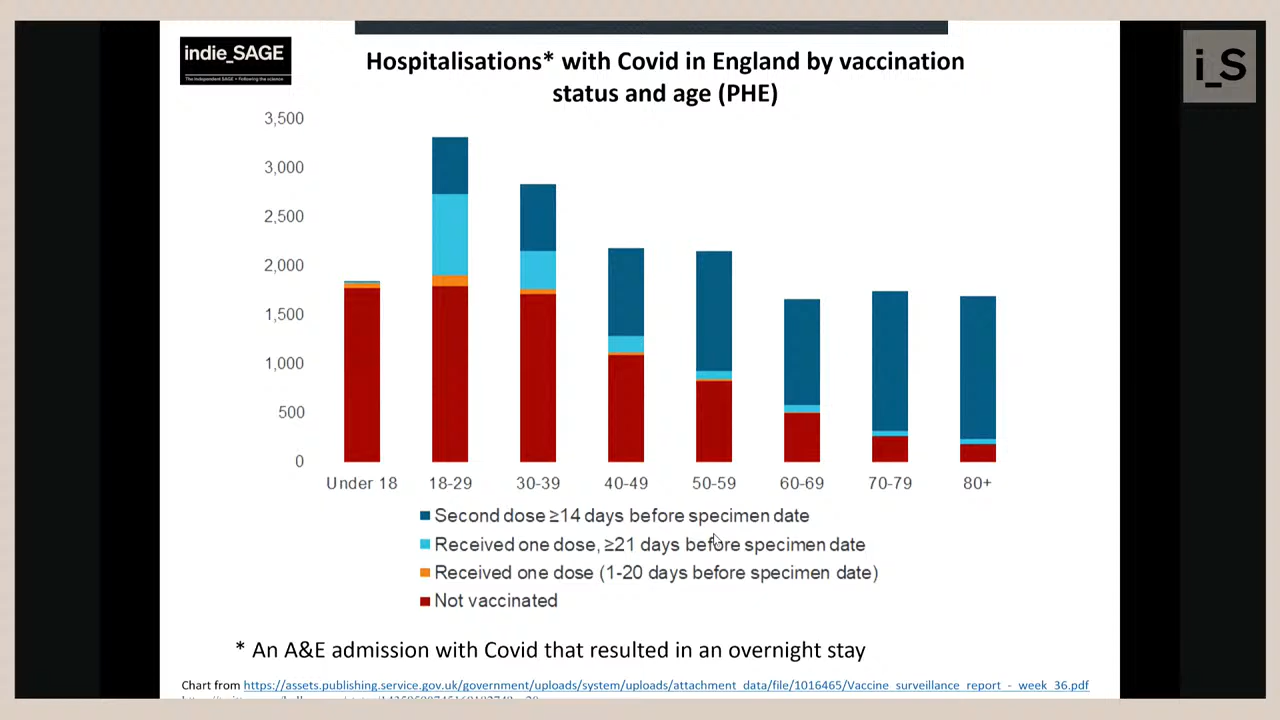 indie_SAGE
The Independent SAGE • Following the science
i_S
Hospitalisations* with Covid in England by vaccination
status and age (PHE)
3,500
3,000
2,500
2,000
1,500
1,000
500
0
Under 18 18-29 30-39 40-49 50-59 60-69 70-79 80+
Second dose ≥14 days before specimen date
Received one dose, ≥21 days before specimen date
Received one dose (1-20 days before specimen date)
Not vaccinated
* An A&E admission with Covid that resulted in an overnight stay
Chart from https://assets.publishing.service.gov.uk/government/uploads/system/uploads/attachment_data/file/1016465/Vaccine_surveillance_report_-_week_36.pdf